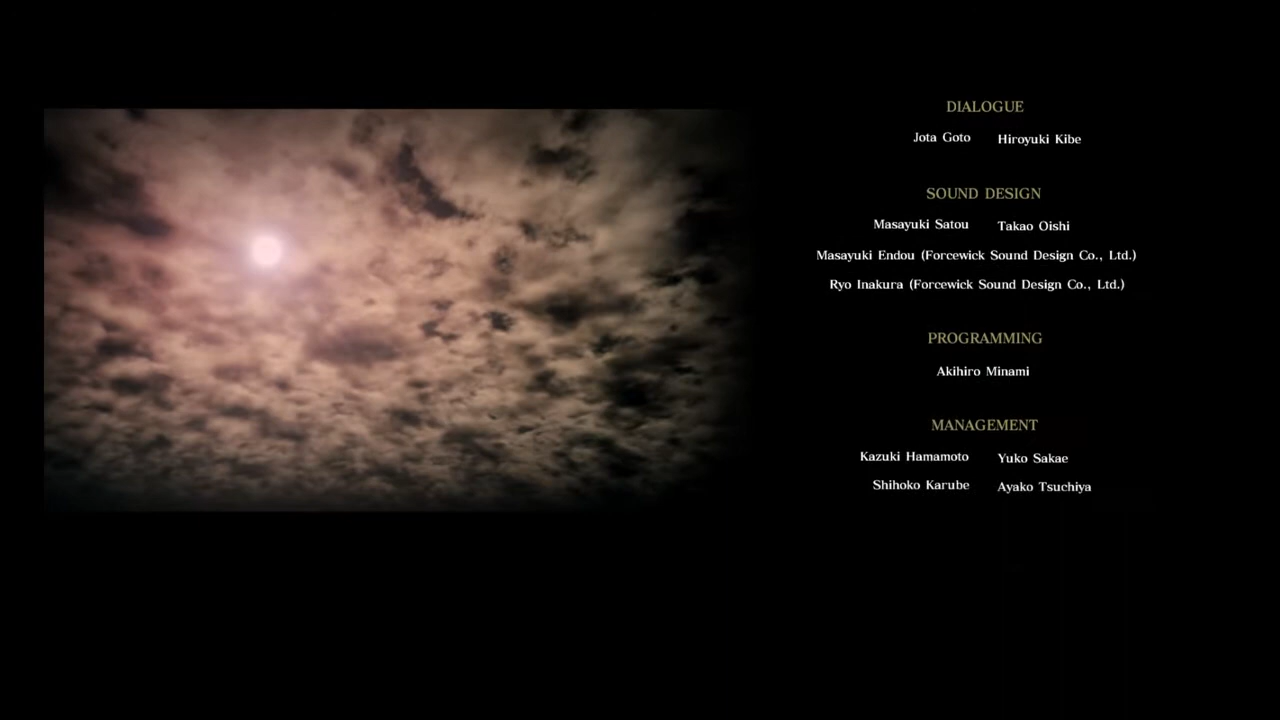 DIALOGUE
Jota Goto Hiroyuki Kibe
SOUND DESIGN
Masayuki Satou Takao Oishi
Masayuki Endou (Forcewick Sound Design Co., Ltd.)
Ryo Inakura (Forcewick Sound Design Co., Ltd.)
PROGRAMMING
Akihiro Minami
MANAGEMENT
Kazuki Hamamoto Yuko Sakae
Shihoko Karube Ayako Tsuchiya